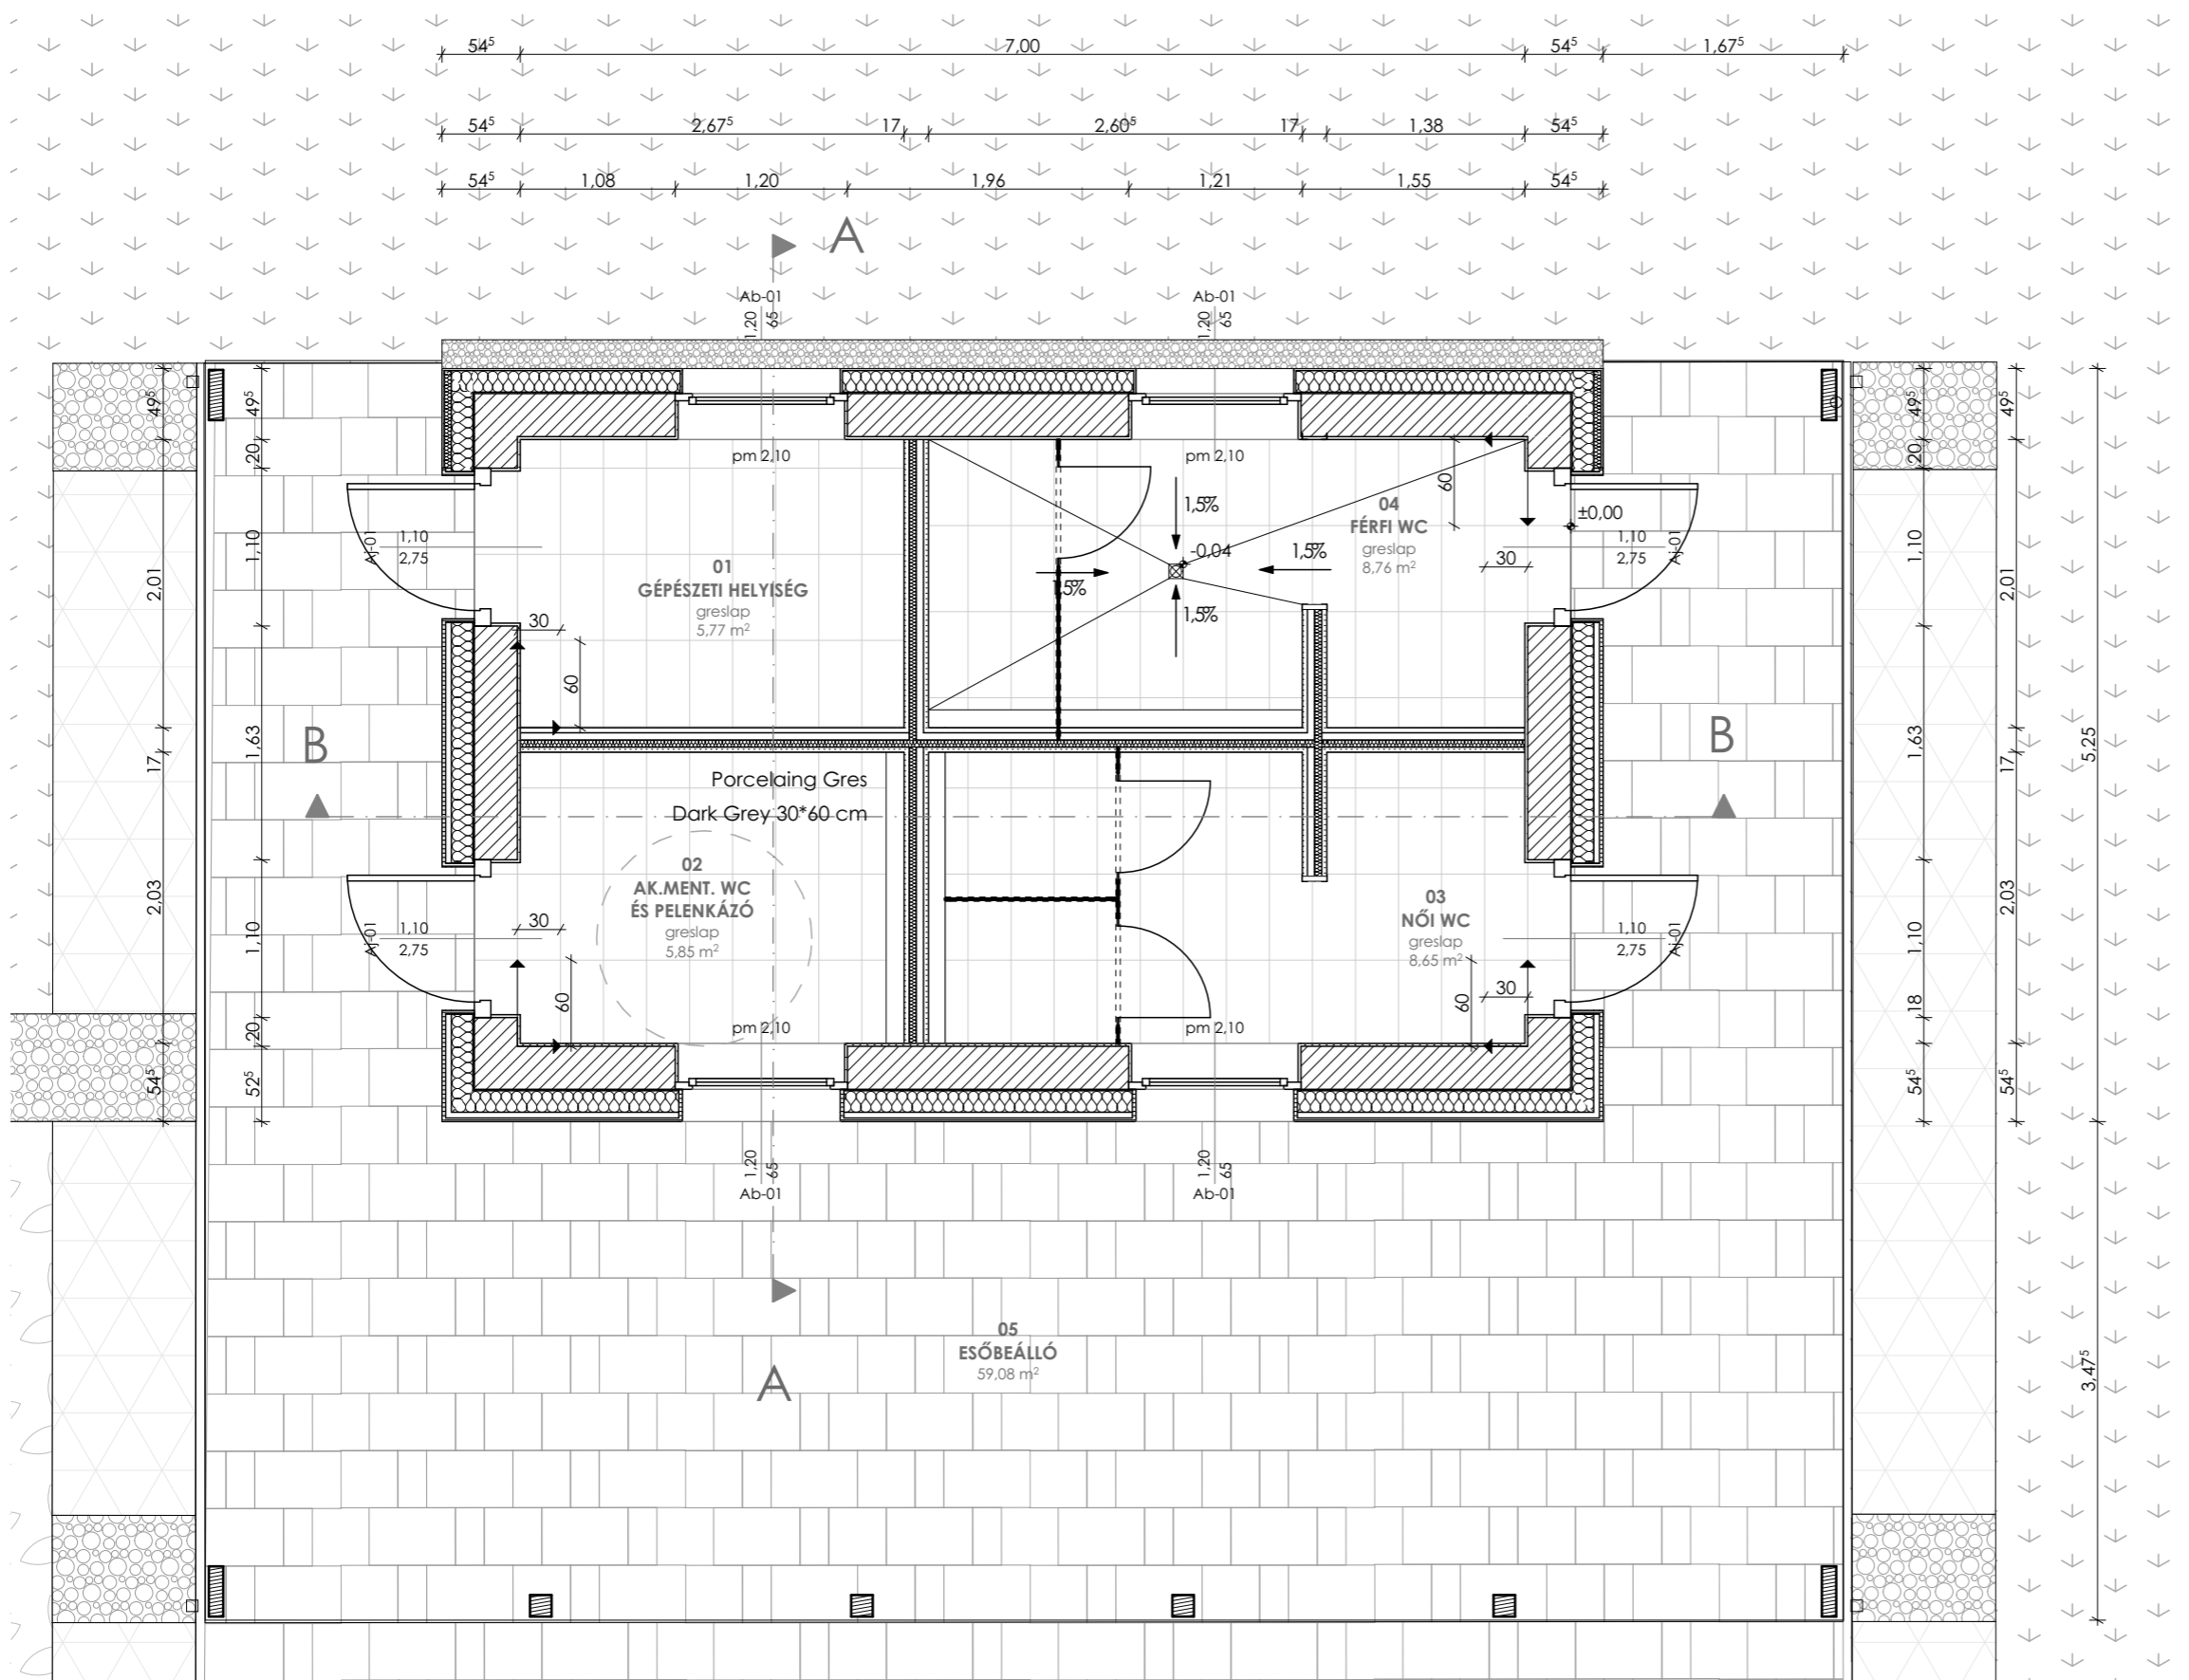 54⁵ 7,00 54⁵ 1,67⁵
54⁵ 2,67⁵ 17 2,60⁵ 17 1,38 54⁵
54⁵ 1,08 1,20 1,96 1,21 1,55 54⁵
A
Ab-01 Ab-01
1,20 65 1,20 65
49⁵ 49⁵ 49⁵ 49⁵
20 20
pm 2,10 pm 2,10
60
1,5%
04
FÉRFI WC
greslap
8,76 m²
±0,00
1,10
2,75
Aj-01
1,10
2,75
Aj-01
-0,04
1,5%
1,5%
1,5%
30
01
GÉPÉSZETI HELYISÉG
greslap
5,77 m²
30
60
2,01 1,10 1,10 2,01
B B
17 1,63 1,63 17 5,25
Porcelaing Gres
Dark Grey 30*60 cm
02
AK.MENT. WC
ÉS PELENKÁZÓ
greslap
5,85 m²
03
NŐI WC
greslap
8,65 m²
2,03 1,10 1,10 2,03
1,10
2,75
Aj-01
1,10
2,75
Aj-01
30 60
60 30
pm 2,10 pm 2,10
20 18
54⁵ 52⁵ 54⁵ 54⁵
1,20 65 1,20 65
Ab-01 Ab-01
05
ESŐBEÁLLÓ
59,08 m²
A
3,47⁵